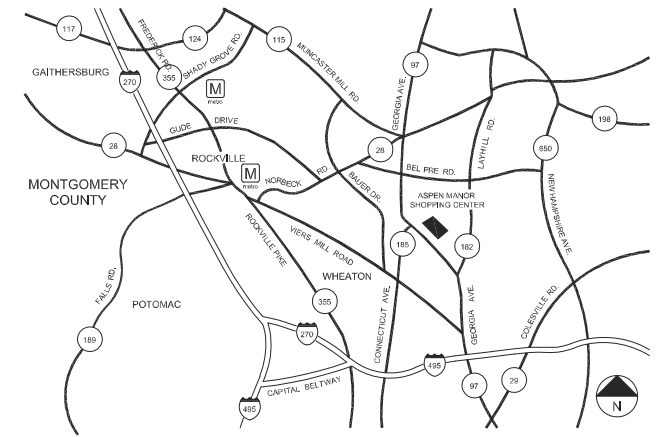 117
FREDERICK RD.
124
SHADY GROVE RD.
115
MUNCASTER MILL RD.
97
GEORGIA AVE.
GAITHERSBURG
270
355
M
metro
198
28
GUDE DRIVE
ROCKVILLE
M
metro
NORBECK RD.
28
BEL PRE RD.
LAYHILL RD.
650
NEW HAMPSHIRE AVE.
MONTGOMERY
COUNTY
BAUER DR.
ASPEN MANOR
SHOPPING CENTER
ROCKVILLE PIKE
VIERS MILL ROAD
185
182
WHEATON
FALLS RD.
POTOMAC
355
CONNECTICUT AVE.
GEORGIA AVE.
COLESVILLE RD.
189
270
495
CAPITAL BELTWAY
495
97
29
N